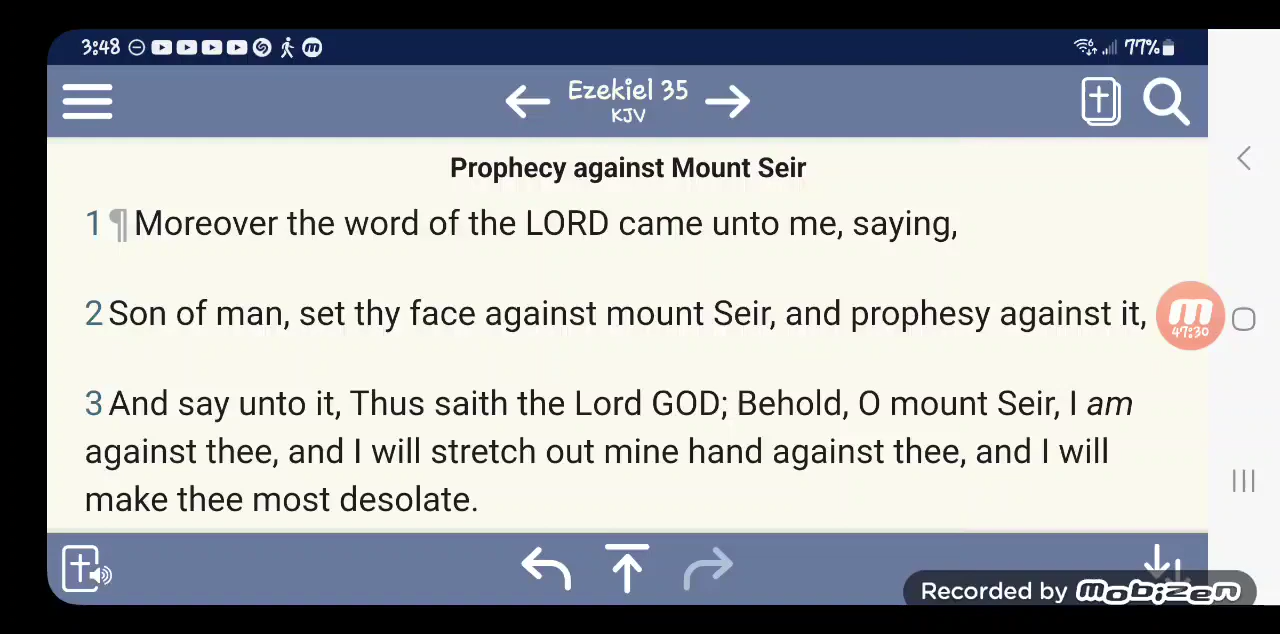 3:48 77%
Ezekiel 35
KJV
Prophecy against Mount Seir
1 ¶ Moreover the word of the LORD came unto me, saying,
2 Son of man, set thy face against mount Seir, and prophesy against it,
47:30
3 And say unto it, Thus saith the Lord GOD; Behold, O mount Seir, I am
against thee, and I will stretch out mine hand against thee, and I will
make thee most desolate.
Recorded by Mobizen